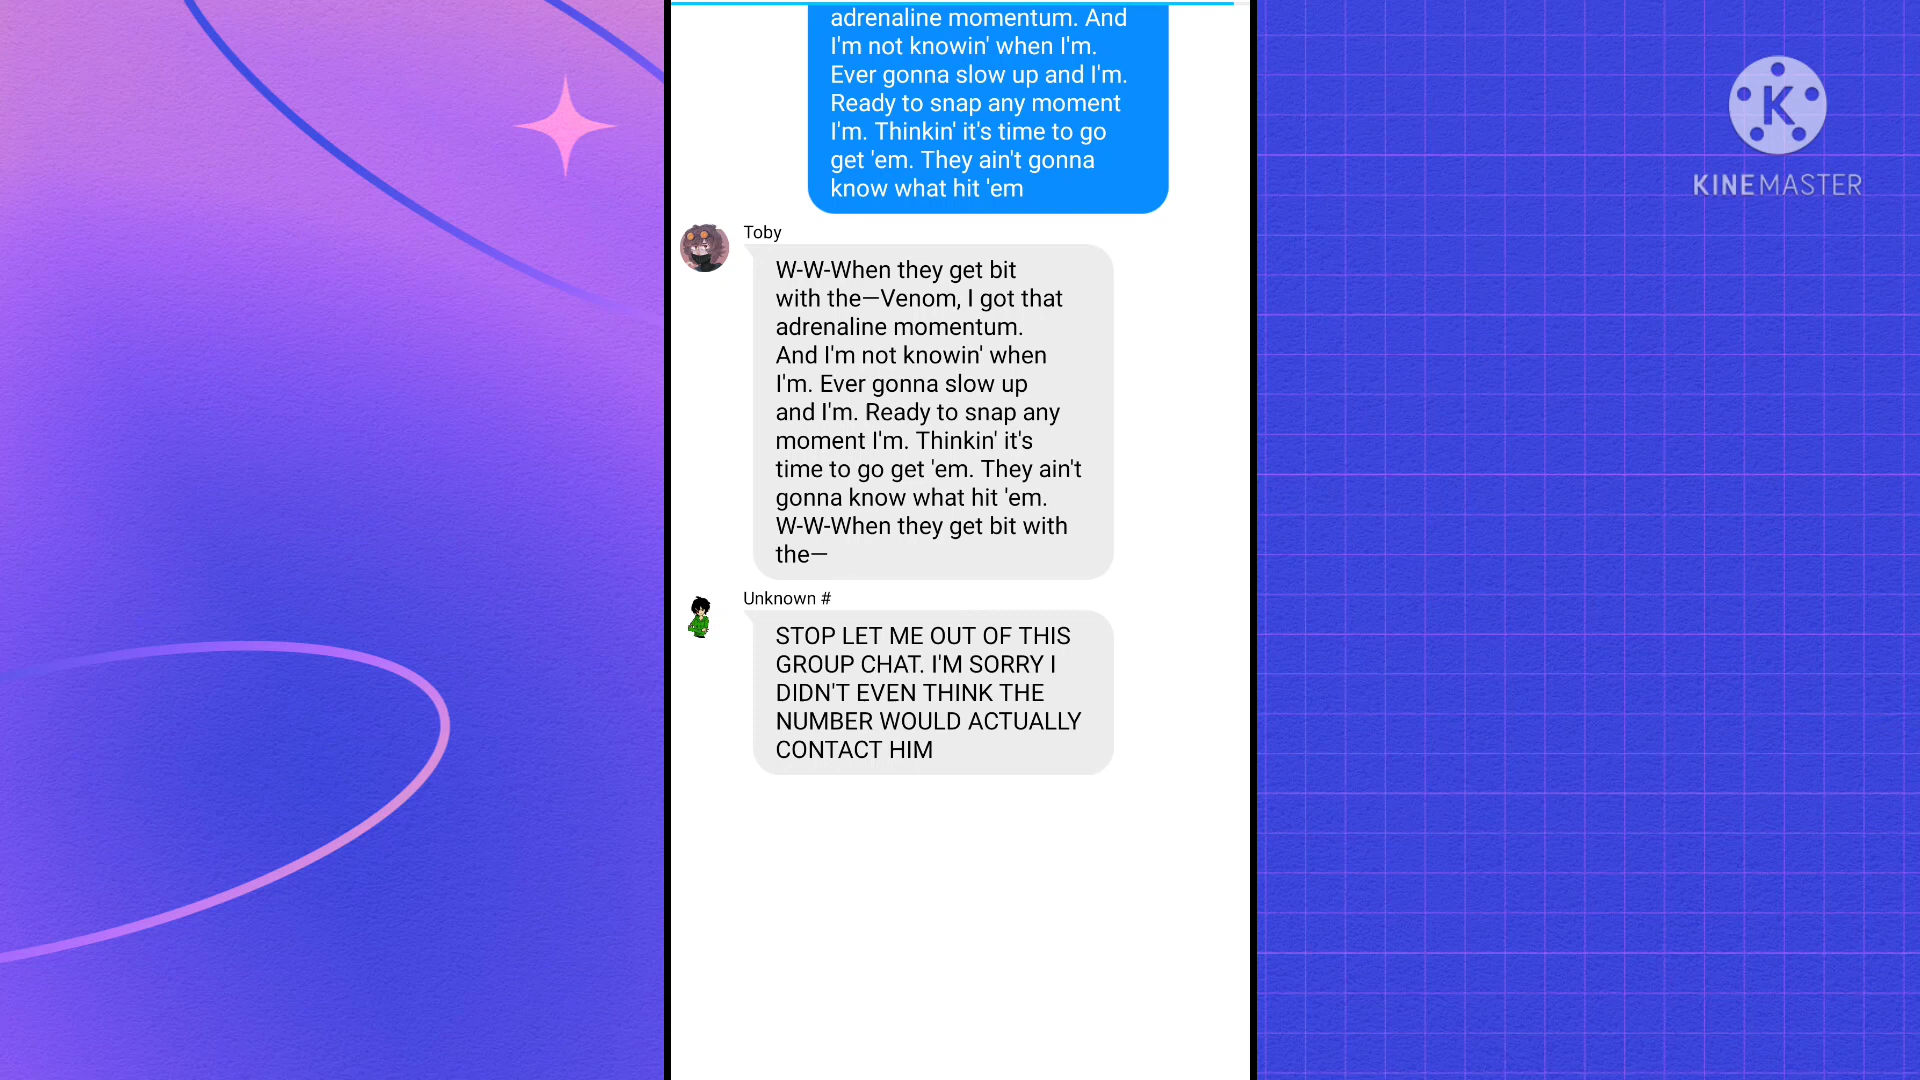 adrenaline momentum. And
I'm not knowin' when I'm.
Ever gonna slow up and I'm.
Ready to snap any moment
I'm. Thinkin' it's time to go
get 'em. They ain't gonna
know what hit 'em
Toby
W-W-When they get bit
with the—Venom, I got that
adrenaline momentum.
And I'm not knowin' when
I'm. Ever gonna slow up
and I'm. Ready to snap any
moment I'm. Thinkin' it's
time to go get 'em. They ain't
gonna know what hit 'em.
W-W-When they get bit with
the—
Unknown #
STOP LET ME OUT OF THIS
GROUP CHAT. I'M SORRY I
DIDN'T EVEN THINK THE
NUMBER WOULD ACTUALLY
CONTACT HIM
K
KINEMASTER